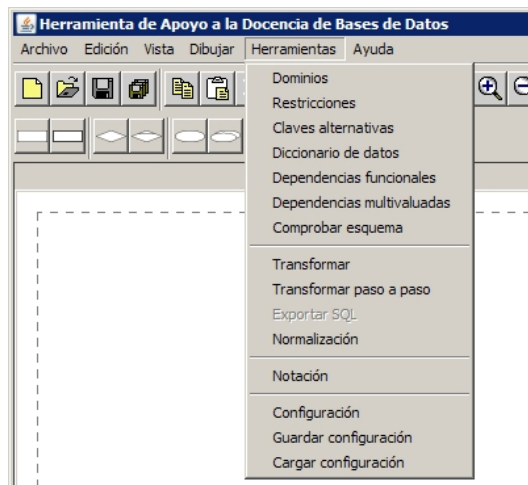 Herramienta de Apoyo a la Docencia de Bases de Datos
Archivo Edición Vista Dibujar Herramientas Ayuda
Dominios
Restricciones
Claves alternativas
Diccionario de datos
Dependencias funcionales
Dependencias multivaluadas
Comprobar esquema
Transformar
Transformar paso a paso
Exportar SQL
Normalización
Notación
Configuración
Guardar configuración
Cargar configuración